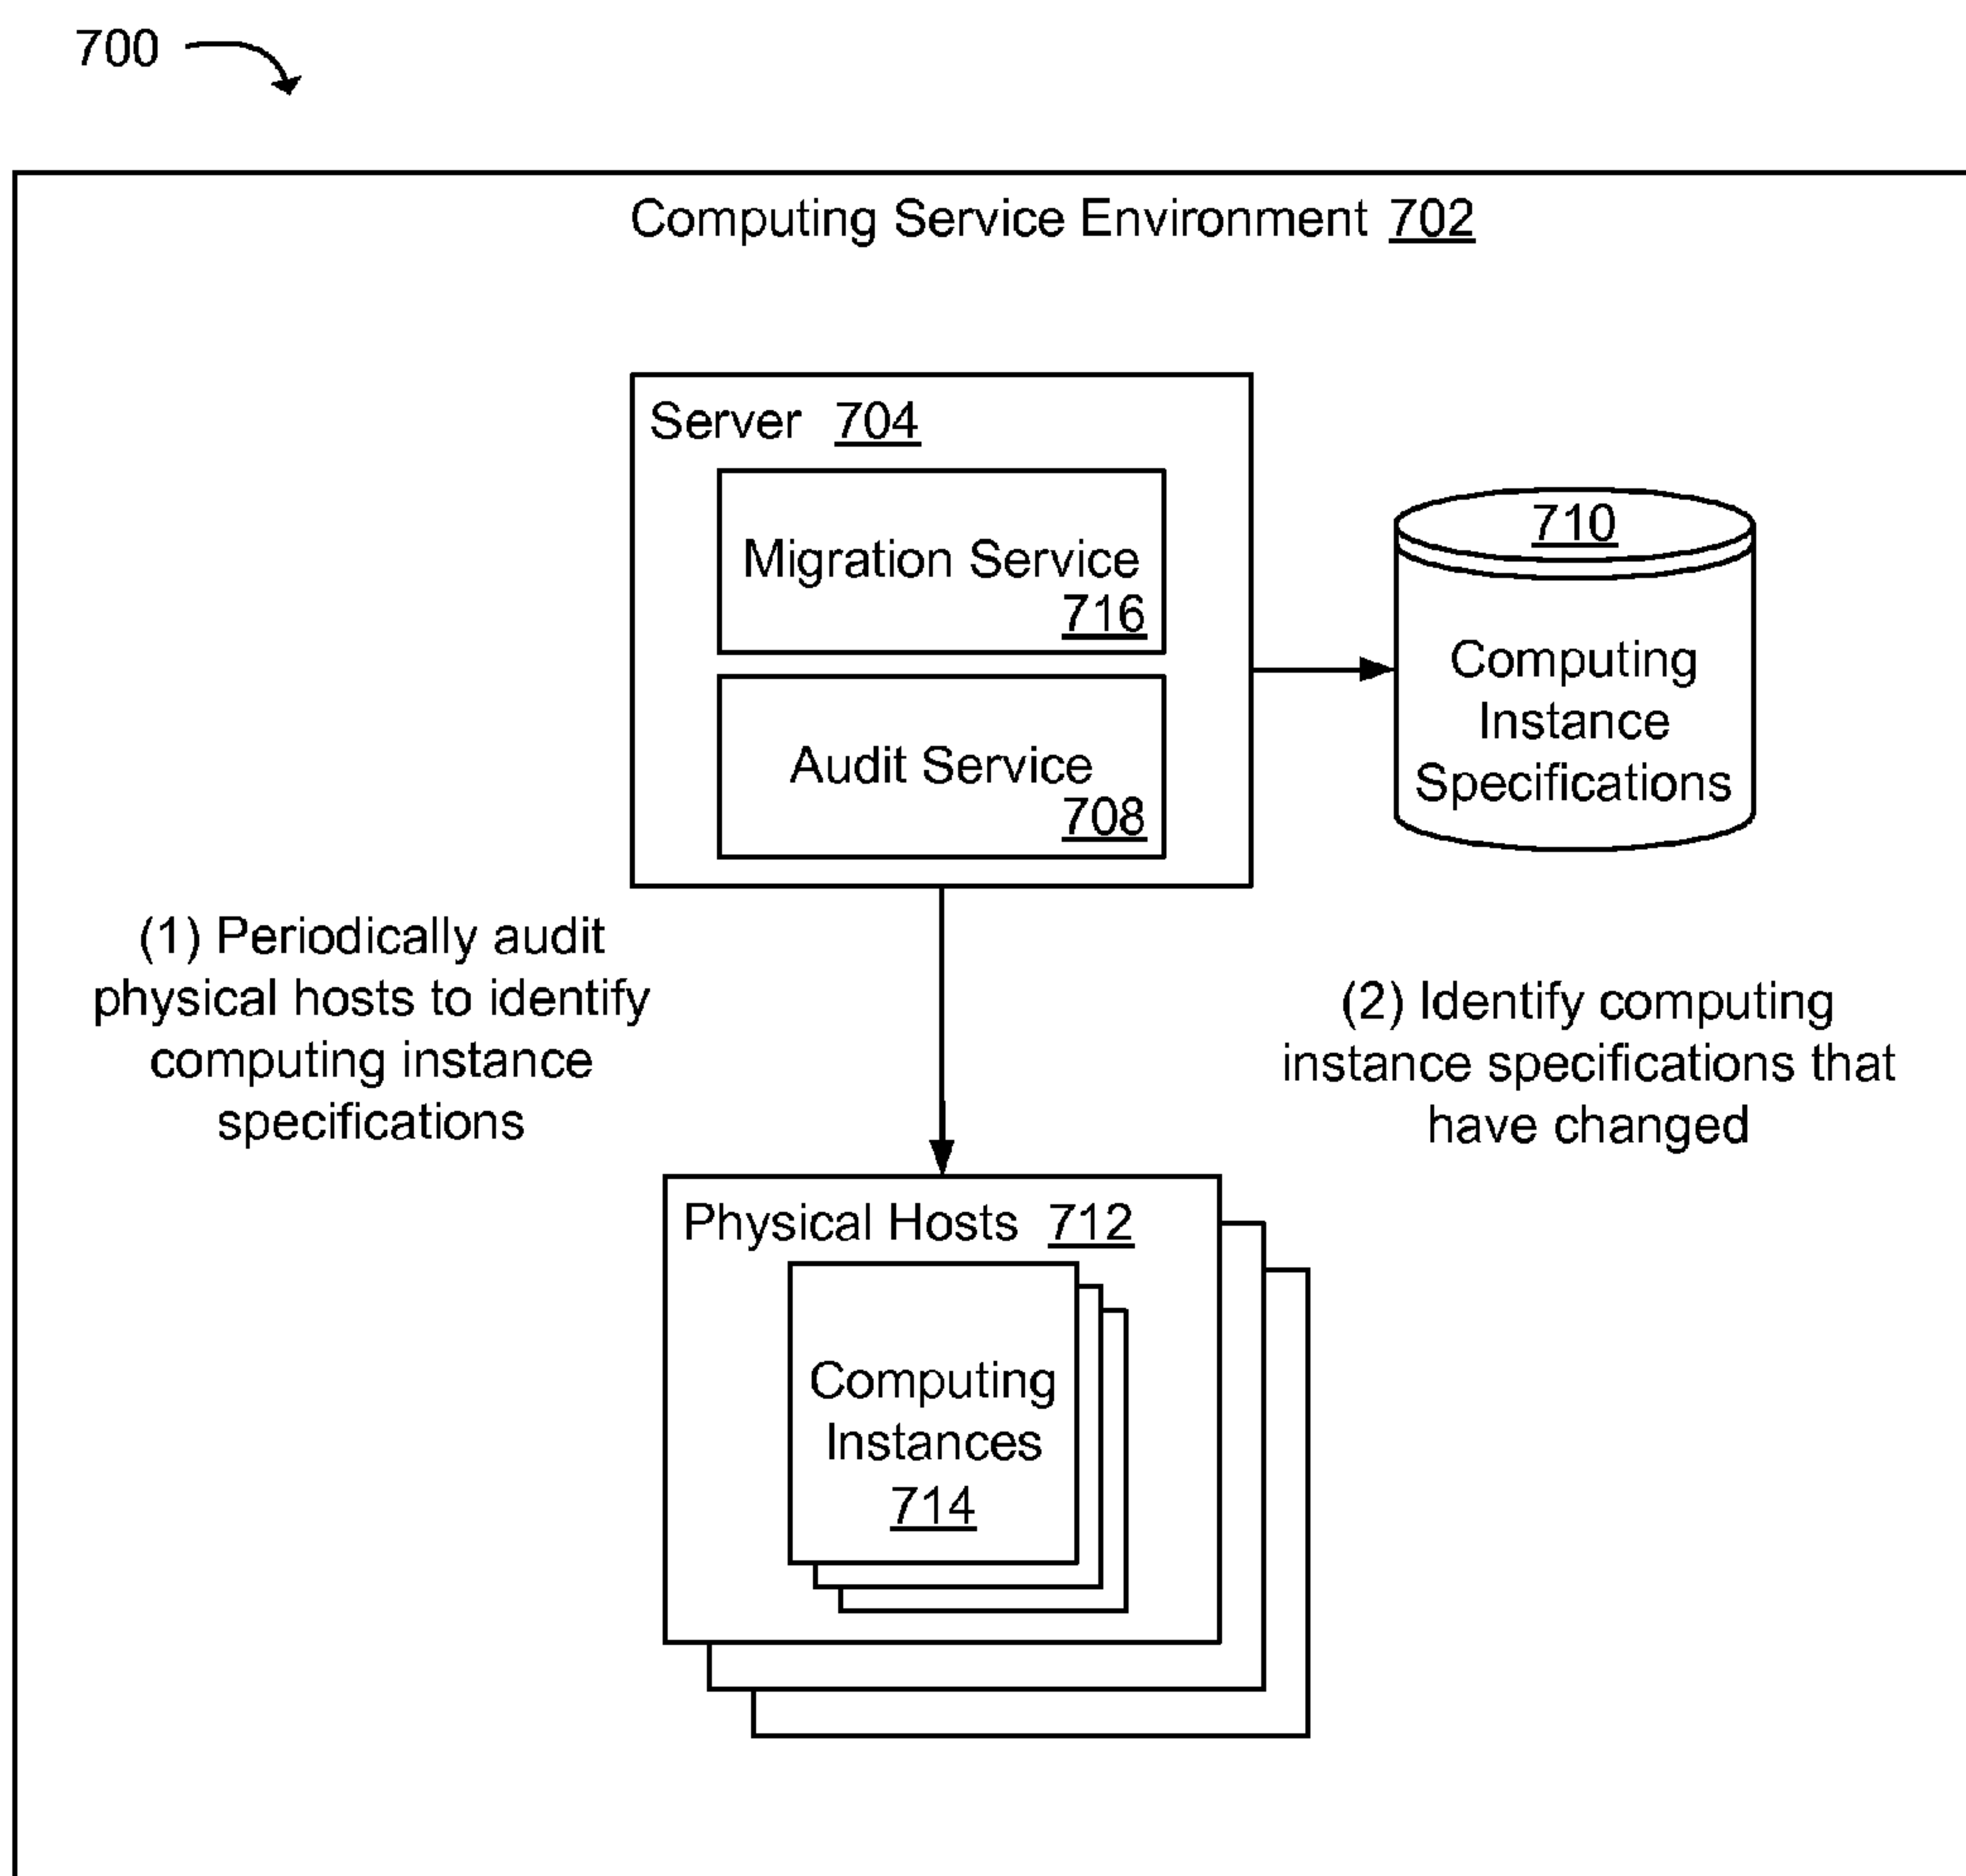 700
Computing Service Environment 702
Server 704
Migration Service
716
Audit Service
708
710
Computing
Instance
Specifications
(1) Periodically audit
physical hosts to identify
computing instance
specifications
(2) Identify computing
instance specifications that
have changed
Physical Hosts 712
Computing
Instances
714